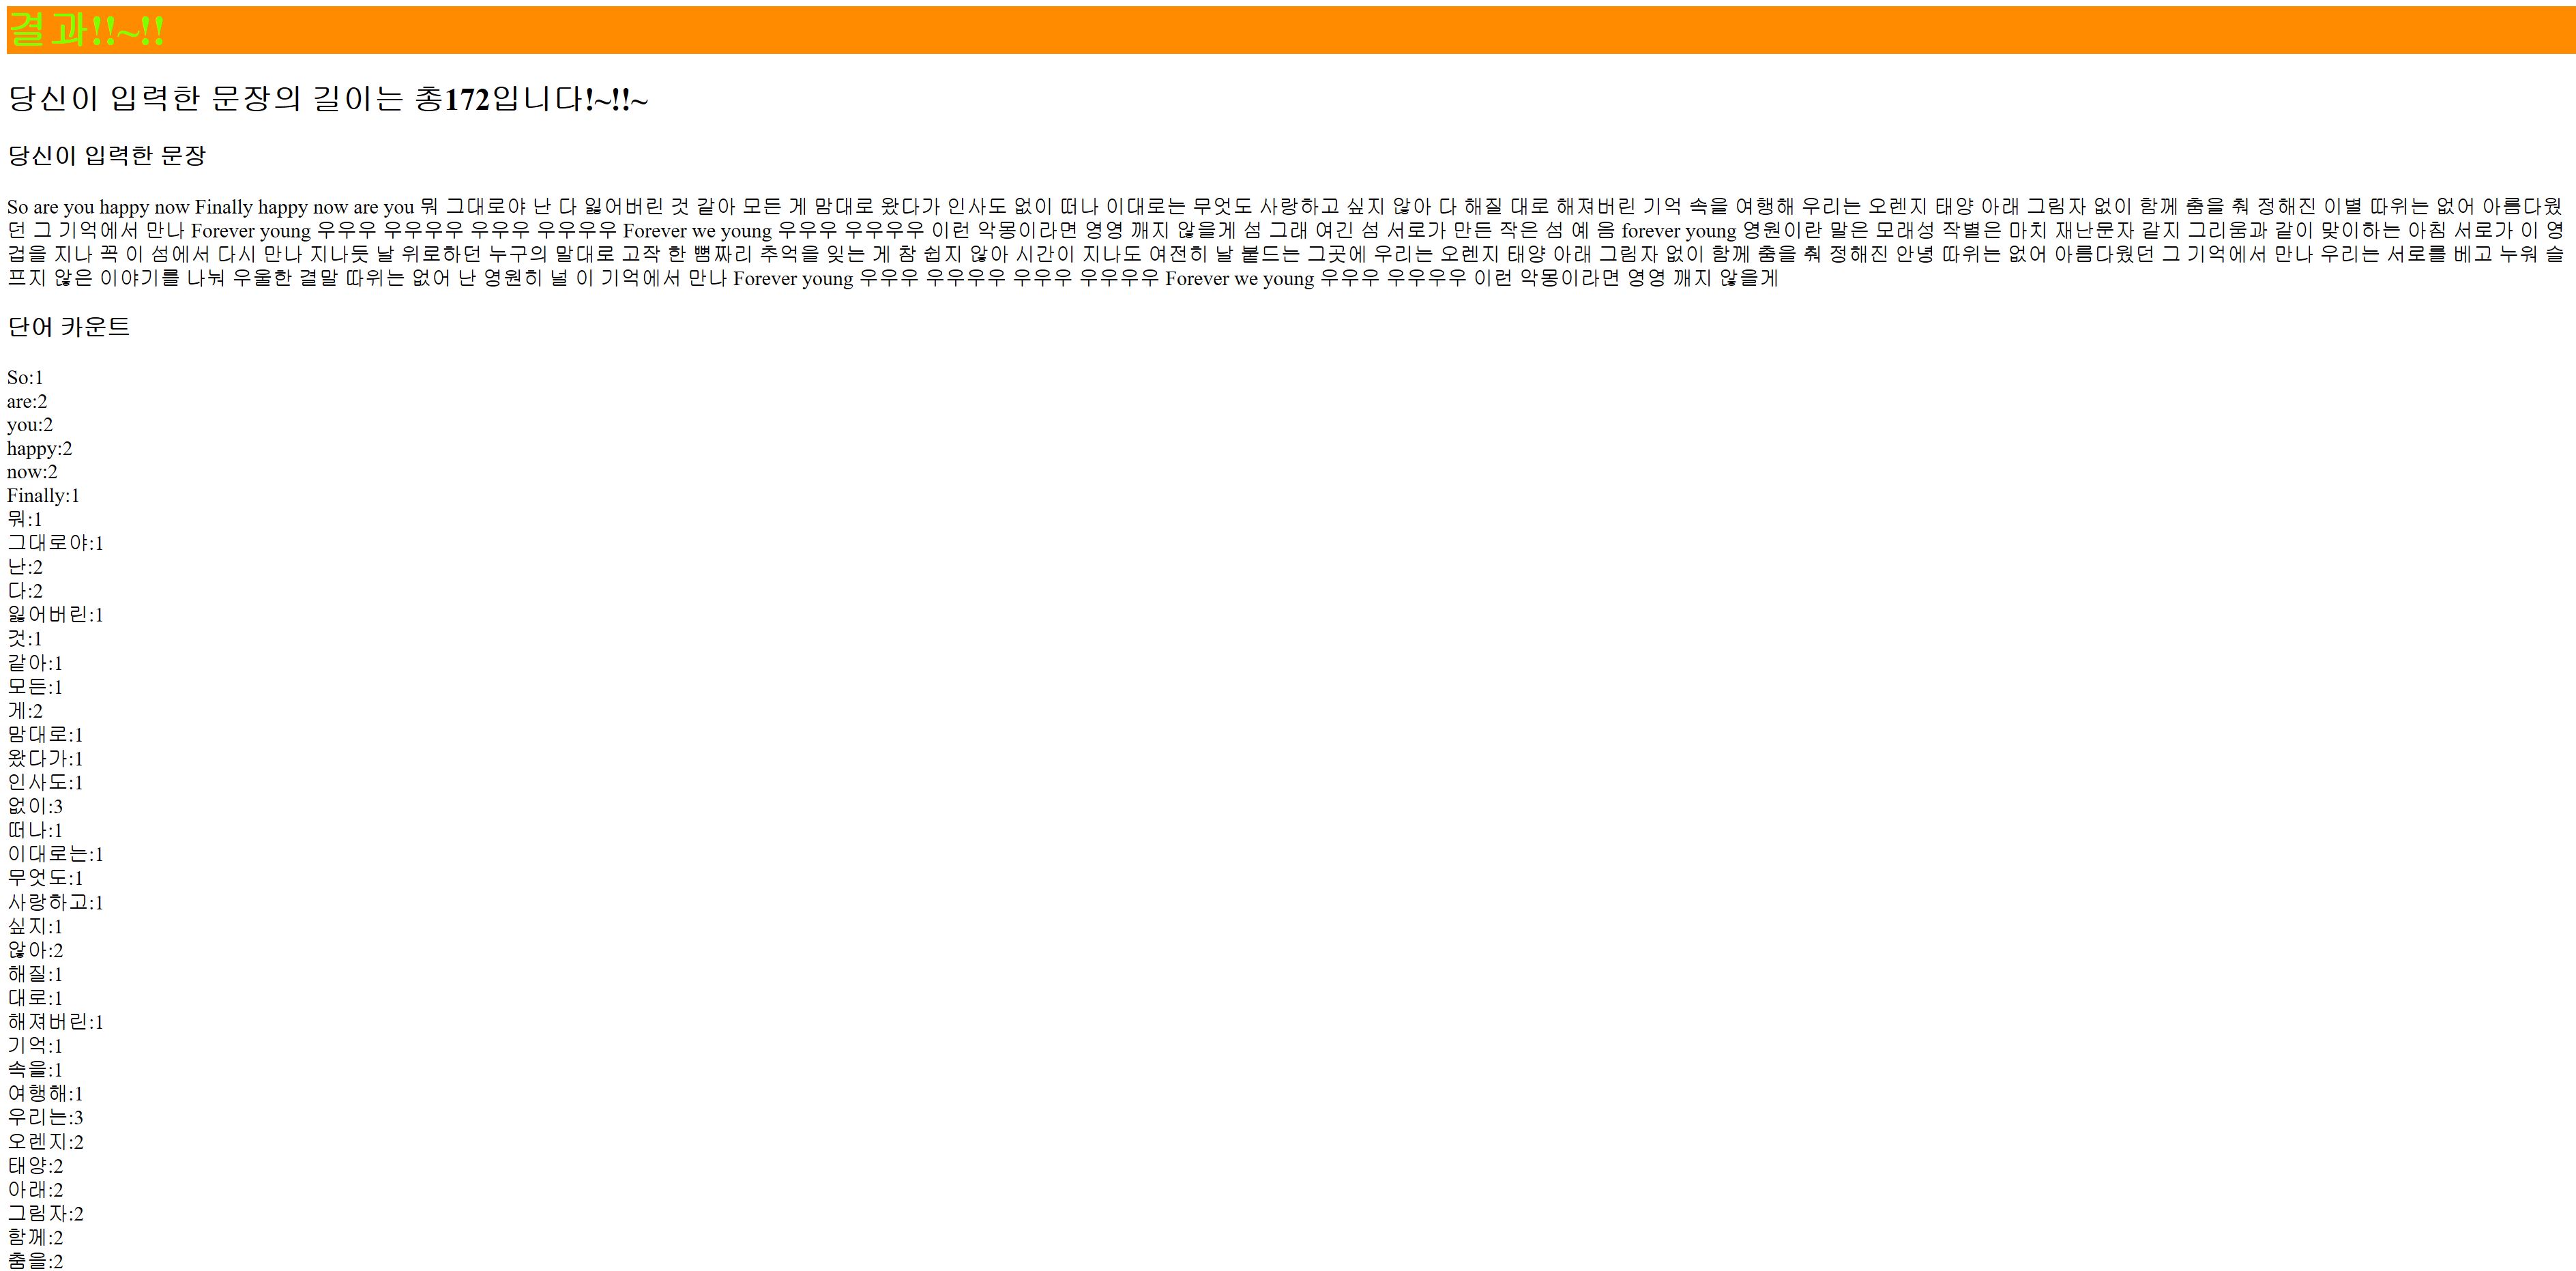 결과!!~!!
당신이 입력한 문장의 길이는 총172입니다!~!!~
당신이 입력한 문장
So are you happy now Finally happy now are you 뭐 그대로야 난 다 잃어버린 것 같아 모든 게 맘대로 왔다가 인사도 없이 떠나 이대로는 무엇도 사랑하고 싶지 않아 다 해질 대로 해져버린 기억 속을 여행해 우리는 오렌지 태양 아래 그림자 없이 함께 춤을 춰 정해진 이별 따위는 없어 아름다웠
던 그 기억에서 만나 Forever young 우우우 우우우우 우우우 우우우우 Forever we young 우우우 우우우우 이런 악몽이라면 영영 깨지 않을게 섬 그래 여긴 섬 서로가 만든 작은 섬 예 음 forever young 영원이란 말은 모래성 작별은 마치 재난문자 같지 그리움과 같이 맞이하는 아침 서로가 이 영
겁을 지나 꼭 이 섬에서 다시 만나 지나듯 날 위로하던 누구의 말대로 고작 한 뼘짜리 추억을 잊는 게 참 쉽지 않아 시간이 지나도 여전히 날 붙드는 그곳에 우리는 오렌지 태양 아래 그림자 없이 함께 춤을 춰 정해진 안녕 따위는 없어 아름다웠던 그 기억에서 만나 우리는 서로를 베고 누워 슬
프지 않은 이야기를 나눠 우울한 결말 따위는 없어 난 영원히 널 이 기억에서 만나 Forever young 우우우 우우우우 우우우 우우우우 Forever we young 우우우 우우우우 이런 악몽이라면 영영 깨지 않을게
단어 카운트
So:1
are:2
you:2
happy:2
now:2
Finally:1
뭐:1
그대로야:1
난:2
다:2
잃어버린:1
것:1
같아:1
모든:1
게:2
맘대로:1
왔다가:1
인사도:1
없이:3
떠나:1
이대로는:1
무엇도:1
사랑하고:1
싶지:1
않아:2
해질:1
대로:1
해져버린:1
기억:1
속을:1
여행해:1
우리는:3
오렌지:2
태양:2
아래:2
그림자:2
함께:2
춤을:2